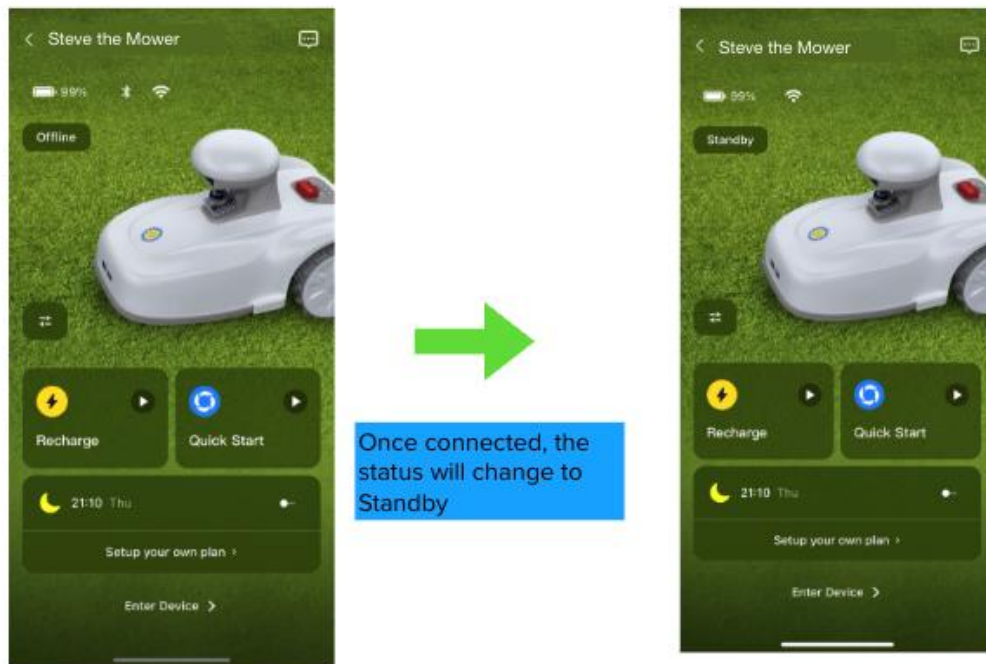 Steve the Mower
99%
Offline
Recharge
Quick Start
21:10 Thu
Setup your own plan
Enter Device
Once connected, the
status will change to
Standby
Steve the Mower
99%
Standby
Recharge
Quick Start
21:10 Thu
Setup your own plan
Enter Device